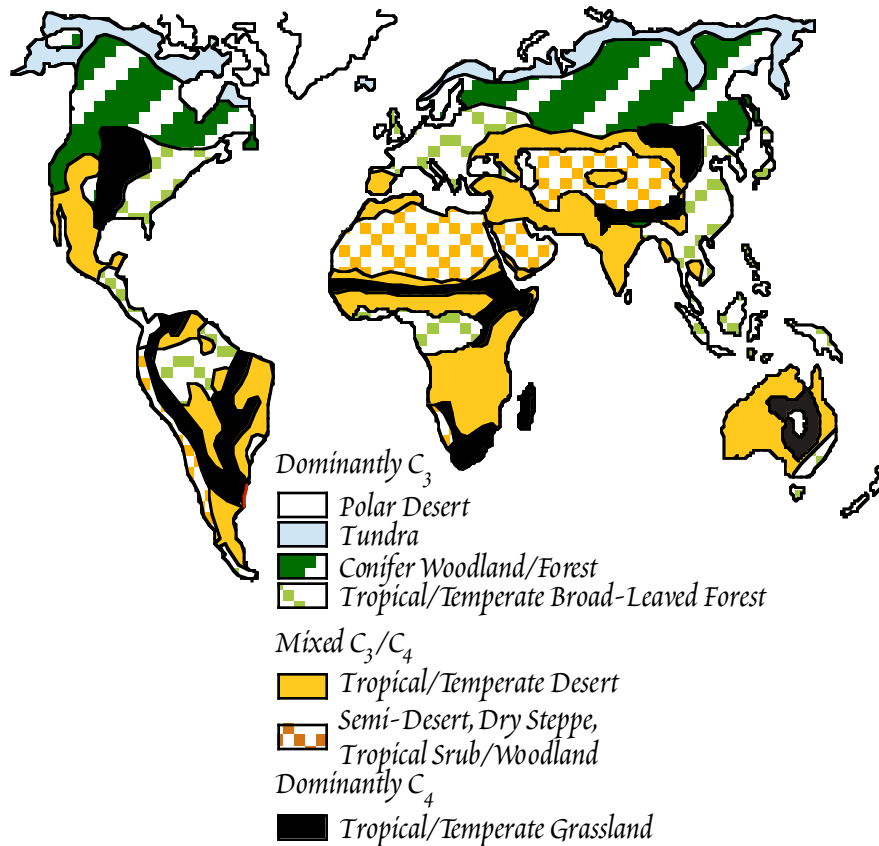 Dominantly C₃
Polar Desert
Tundra
Conifer Woodland/Forest
Tropical/Temperate Broad-Leaved Forest
Mixed C₃/C₄
Tropical/Temperate Desert
Semi-Desert, Dry Steppe,
Tropical Srub/Woodland
Dominantly C₄
Tropical/Temperate Grassland